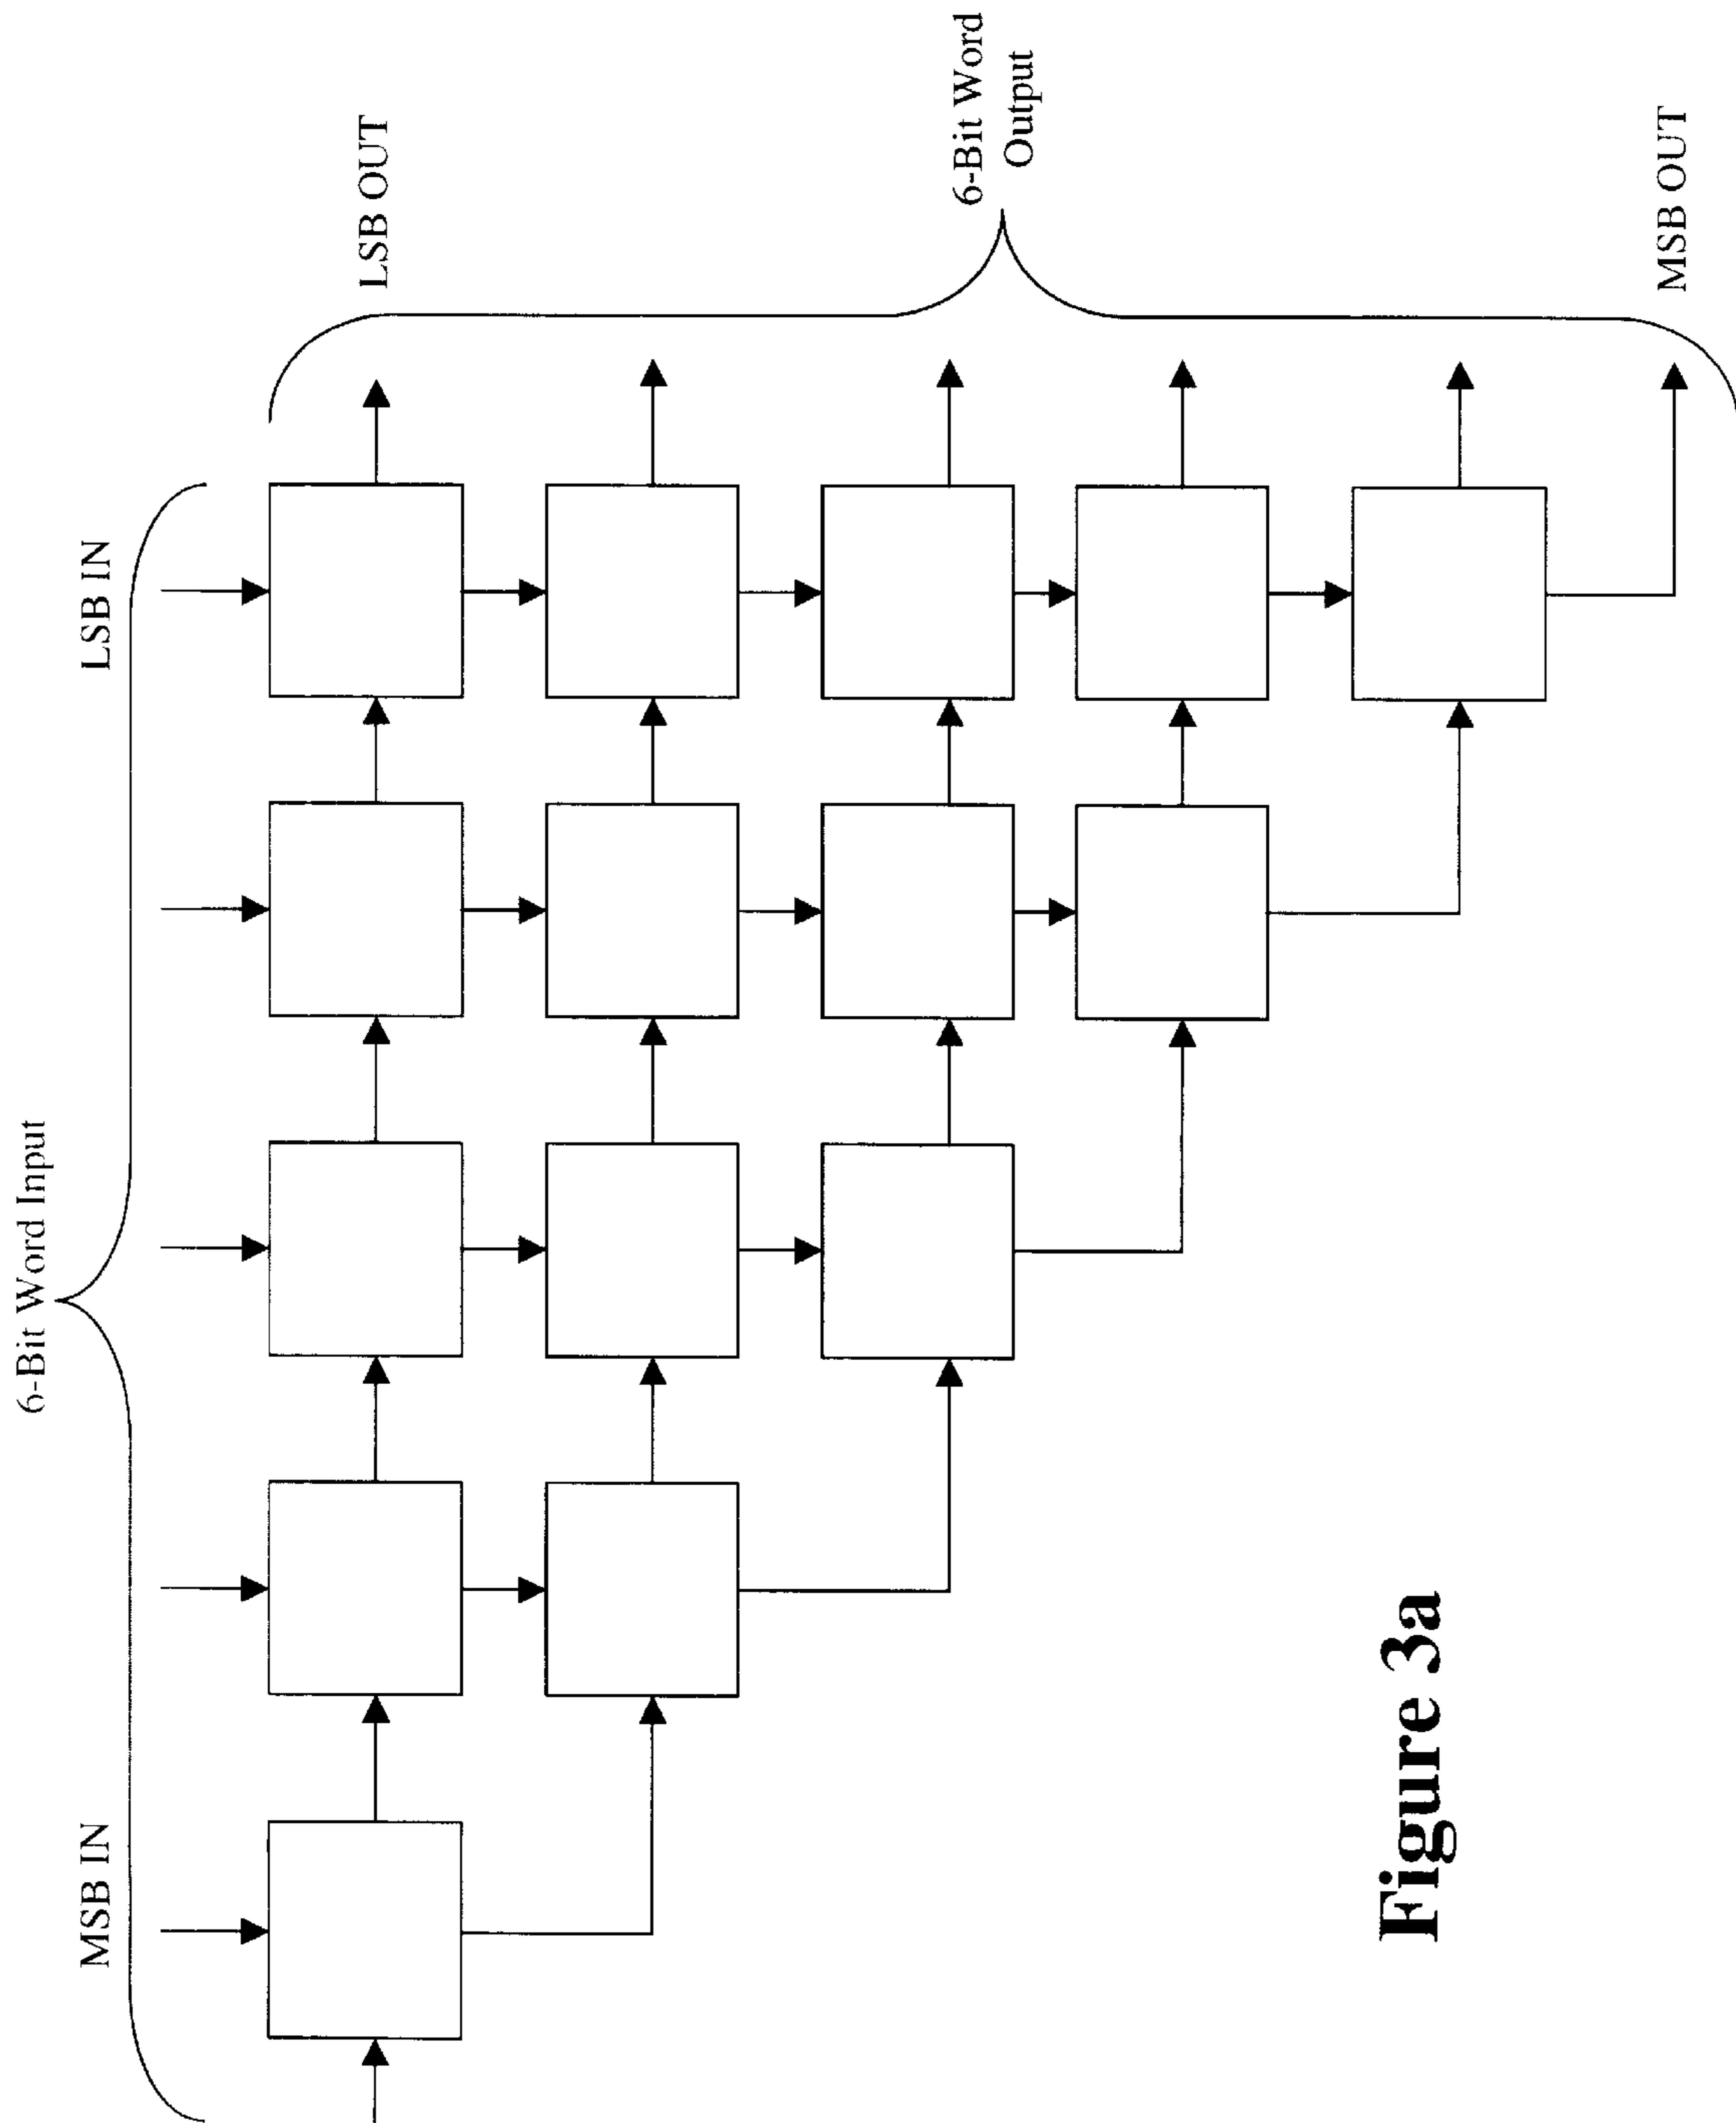 6-Bit Word Input
MSB IN
LSB IN
LSB OUT
6-Bit Word
Output
MSB OUT
Figure 3a